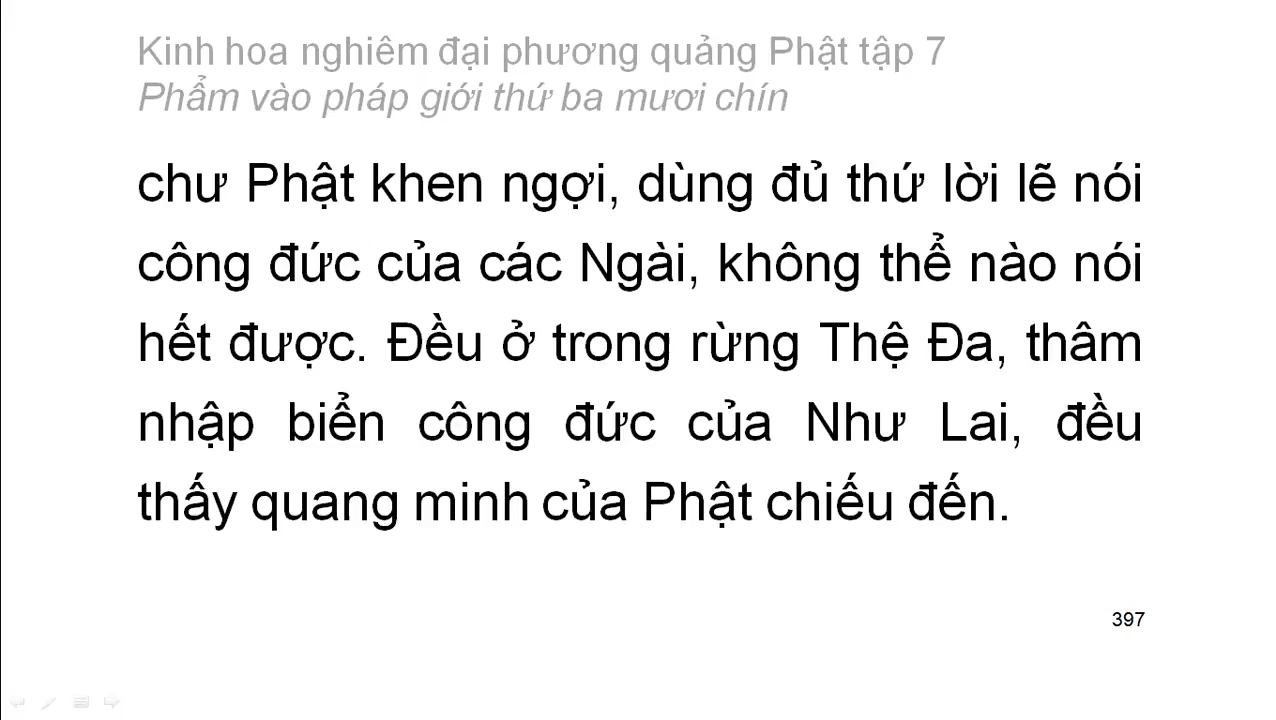 Kinh hoa nghiêm đại phương quảng Phật tập 7
Phẩm vào pháp giới thứ ba mươi chín
chư Phật khen ngợi, dùng đủ thứ lời lẽ nói
công đức của các Ngài, không thể nào nói
hết được. Đều ở trong rừng Thệ Đa, thâm
nhập biển công đức của Như Lai, đều
thấy quang minh của Phật chiếu đến.
397